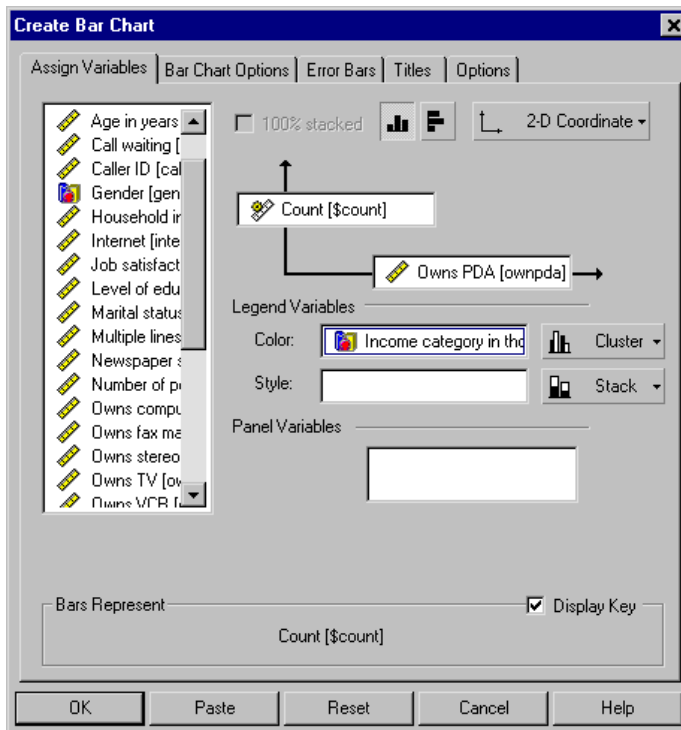 Create Bar Chart
Assign Variables
Bar Chart Options
Error Bars
Titles
Options
Age in years
Call waiting [
Caller ID [cal
Gender [gen
Household in
Internet [inte
Job satisfact
Level of edu
Marital status
Multiple lines
Newspaper s
Number of pe
Owns compu
Owns fax ma
Owns stereo
Owns TV [ow
Owns VCR [
100% stacked
2-D Coordinate
Count [$count]
Owns PDA [ownpda]
Legend Variables
Color:
Income category in tho
Cluster
Style:
Stack
Panel Variables
Bars Represent
Display Key
Count [$count]
OK
Paste
Reset
Cancel
Help